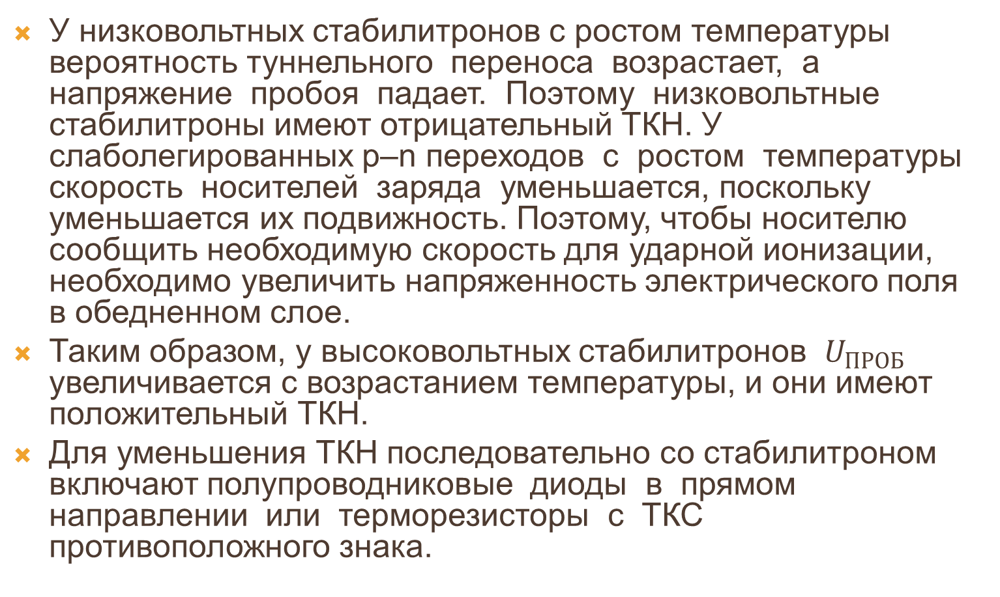 У низковольтных стабилитронов с ростом температуры
вероятность туннельного переноса возрастает, а
напряжение пробоя падает. Поэтому низковольтные
стабилитроны имеют отрицательный ТКН. У
слаболегированных p–n переходов с ростом температуры
скорость носителей заряда уменьшается, поскольку
уменьшается их подвижность. Поэтому, чтобы носителю
сообщить необходимую скорость для ударной ионизации,
необходимо увеличить напряженность электрического поля
в обедненном слое.
Таким образом, у высоковольтных стабилитронов U_ПРОБ
увеличивается с возрастанием температуры, и они имеют
положительный ТКН.
Для уменьшения ТКН последовательно со стабилитроном
включают полупроводниковые диоды в прямом
направлении или терморезисторы с ТКС
противоположного знака.